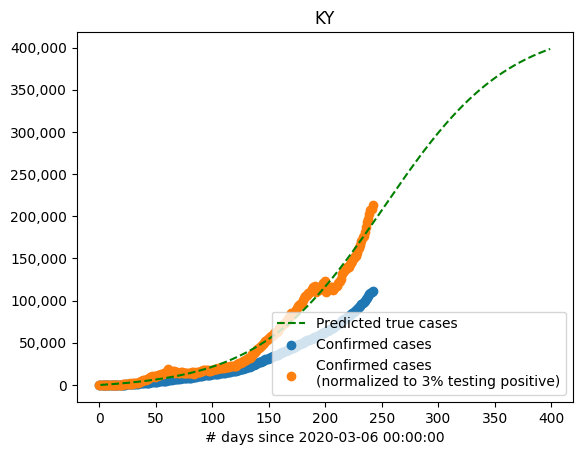 KY
400,000
350,000
300,000
250,000
200,000
150,000
100,000
50,000
0
Predicted true cases
Confirmed cases
Confirmed cases
(normalized to 3% testing positive)
0 50 100 150 200 250 300 350 400
# days since 2020-03-06 00:00:00